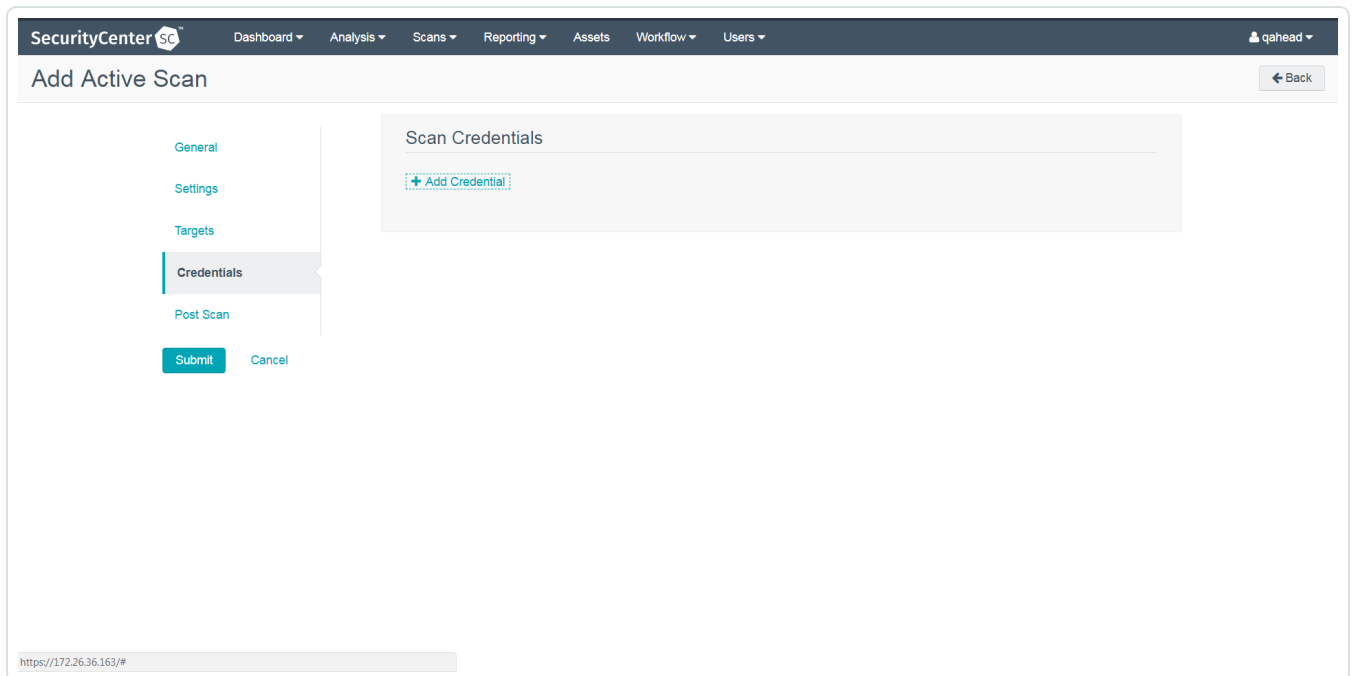 SecurityCenter SC™ Dashboard Analysis Scans Reporting Assets Workflow Users qahead
Add Active Scan Back
General
Settings
Targets
Credentials
Post Scan
Submit Cancel
Scan Credentials
+ Add Credential
https://172.26.36.163/#